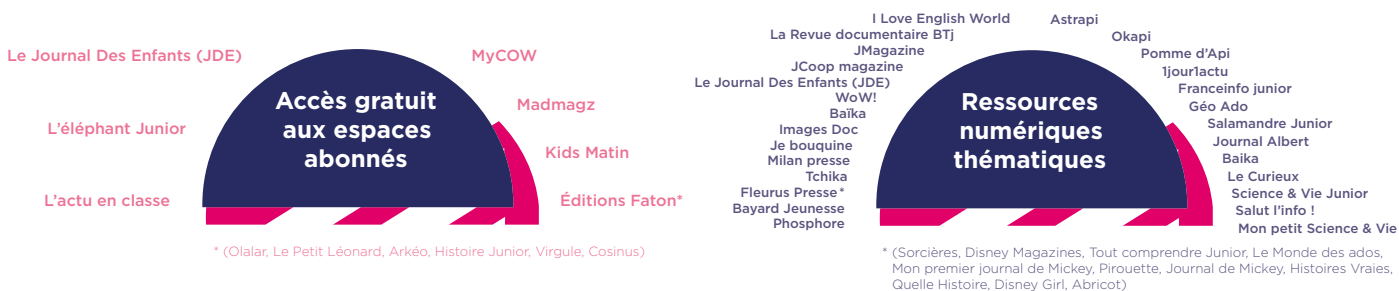 Le Journal Des Enfants (JDE)
L'éléphant Junior
L'actu en classe
Accès gratuit
aux espaces
abonnés
MyCOW
Madmagz
Kids Matin
Éditions Faton*
* (Olalar, Le Petit Léonard, Arkéo, Histoire Junior, Virgule, Cosinus)
I Love English World
La Revue documentaire BTj
JMagazine
JCoop magazine
Le Journal Des Enfants (JDE)
WoW!
Baïka
Images Doc
Je bouquine
Milan presse
Tchika
Fleurus Presse*
Bayard Jeunesse
Phosphore
Ressources
numériques
thématiques
Astrapi
Okapi
Pomme d'Api
1jour1actu
Franceinfo junior
Géo Ado
Salamandre Junior
Journal Albert
Baika
Le Curieux
Science & Vie Junior
Salut l'info !
Mon petit Science & Vie
* (Sorcières, Disney Magazines, Tout comprendre Junior, Le Monde des ados,
Mon premier journal de Mickey, Pirouette, Journal de Mickey, Histoires Vraies,
Quelle Histoire, Disney Girl, Abricot)